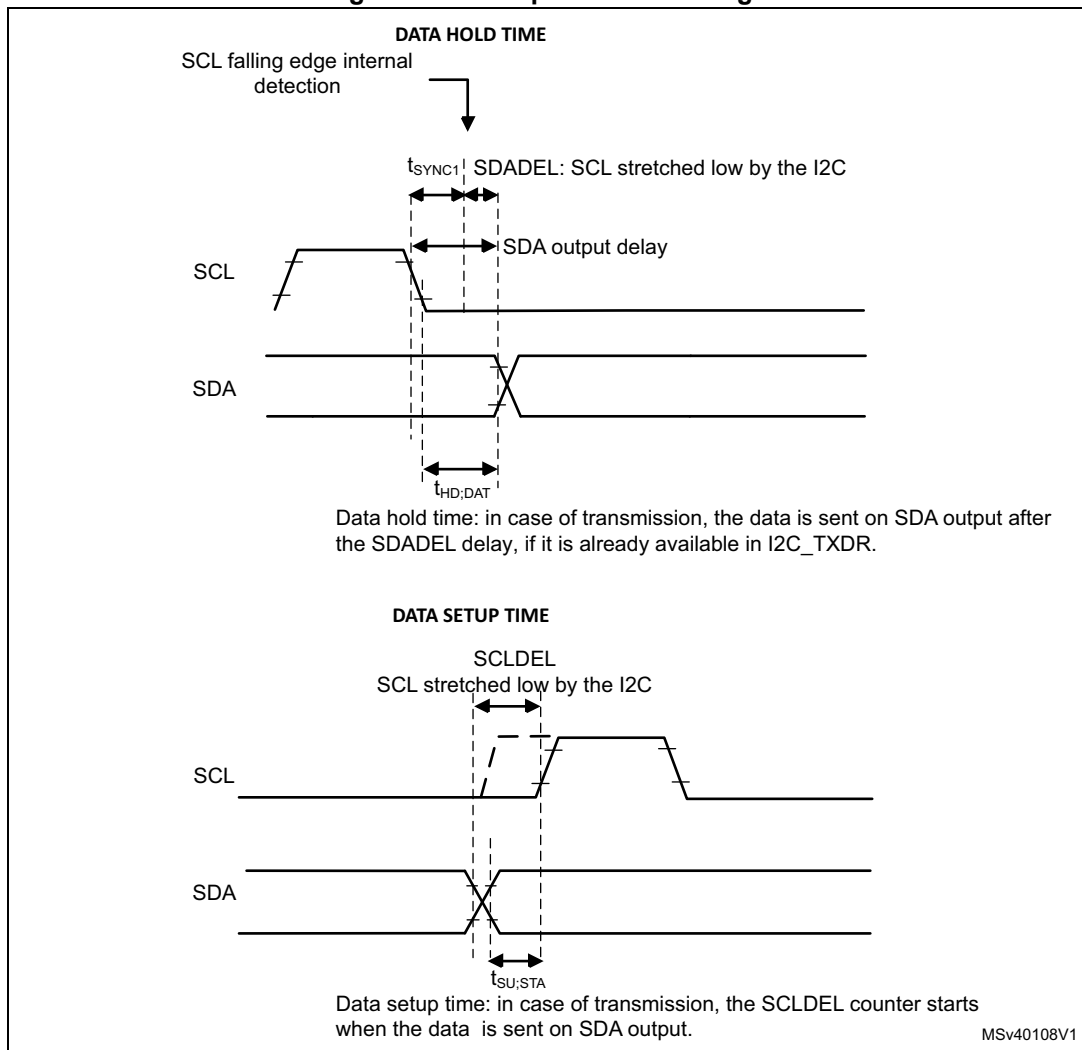 DATA HOLD TIME
SCL falling edge internal
detection
tSYNC1
SDADEL: SCL stretched low by the I2C
SDA output delay
SCL
SDA
tHD;DAT
Data hold time: in case of transmission, the data is sent on SDA output after
the SDADEL delay, if it is already available in I2C_TXDR.
DATA SETUP TIME
SCLDEL
SCL stretched low by the I2C
SCL
SDA
tSU;STA
Data setup time: in case of transmission, the SCLDEL counter starts
when the data is sent on SDA output.
MSv40108V1